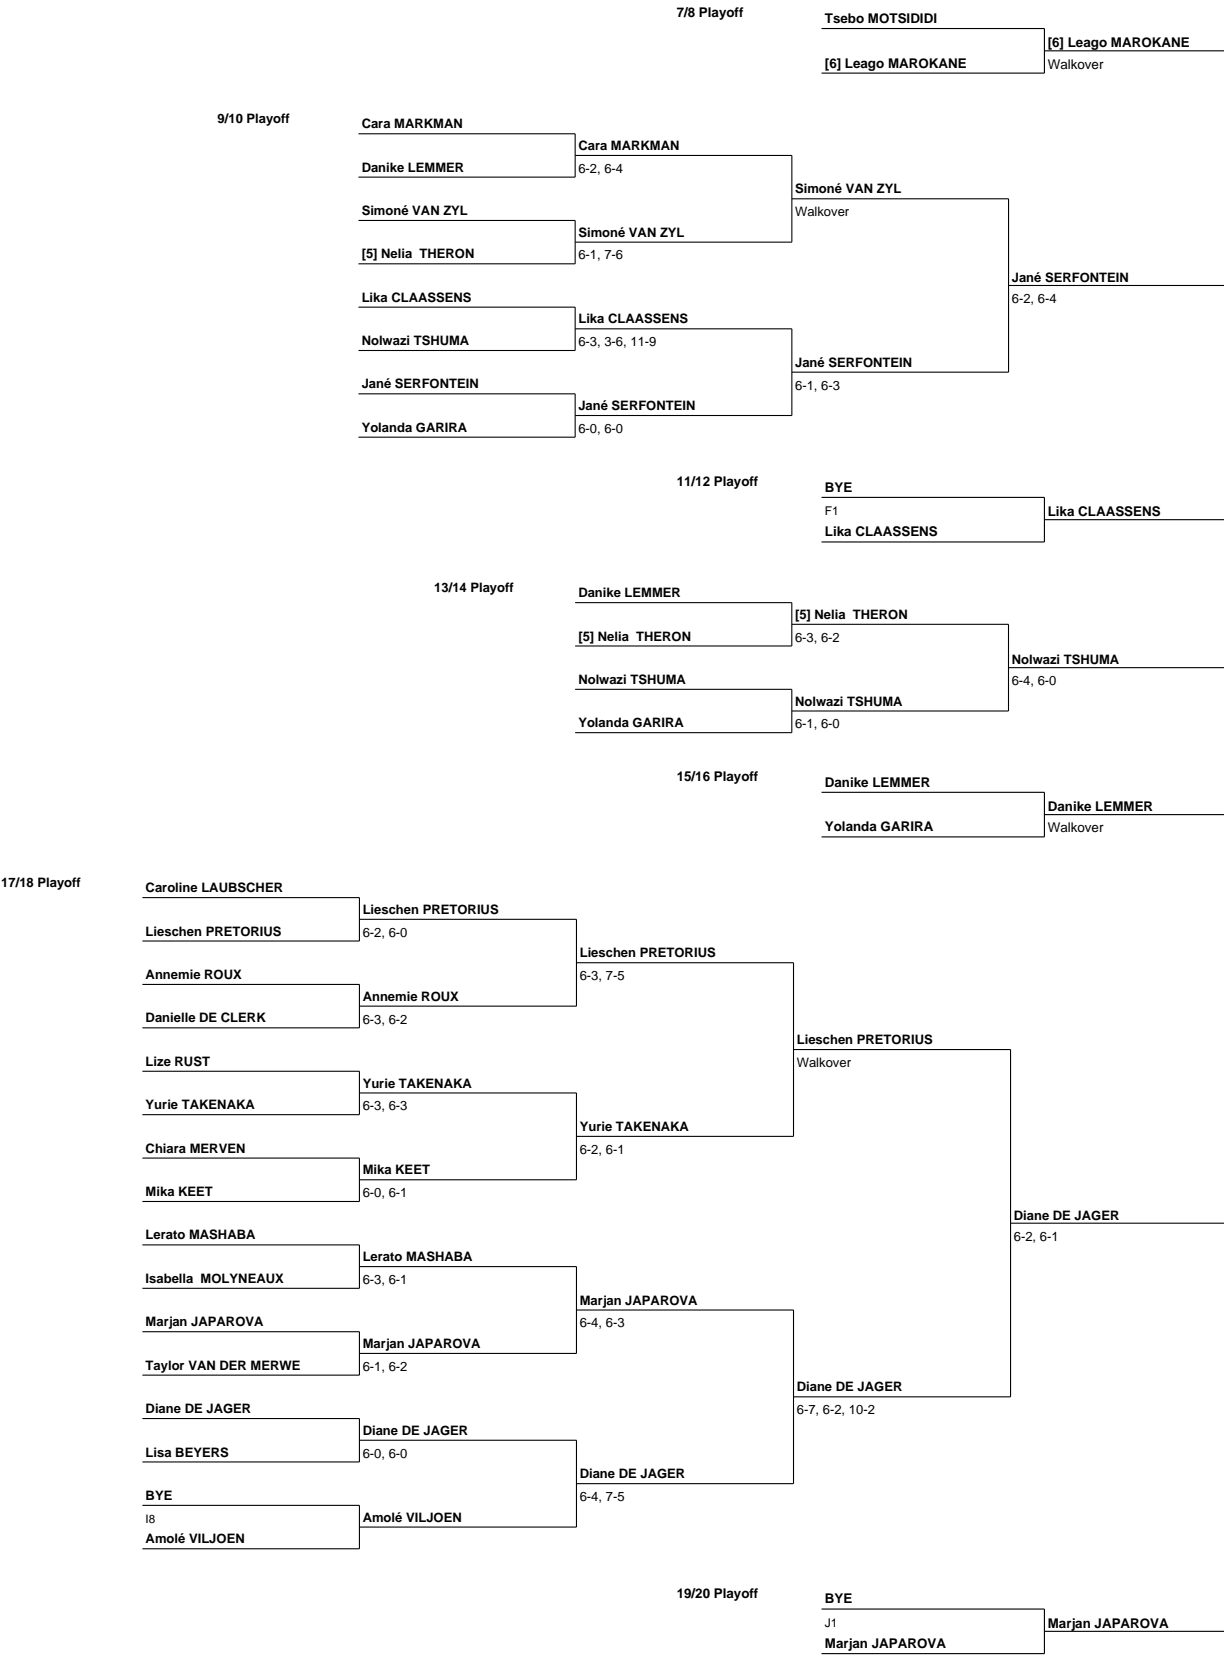 7/8 Playoff
Tsebo MOTSIDIDI
[6] Leago MAROKANE
[6] Leago MAROKANE
Walkover
9/10 Playoff
Cara MARKMAN
Cara MARKMAN
Danike LEMMER
6-2, 6-4
Simoné VAN ZYL
Walkover
Simoné VAN ZYL
Simoné VAN ZYL
[5] Nelia THERON
6-1, 7-6
Jané SERFONTEIN
6-2, 6-4
Lika CLAASSENS
Lika CLAASSENS
Nolwazi TSHUMA
6-3, 3-6, 11-9
Jané SERFONTEIN
6-1, 6-3
Jané SERFONTEIN
Jané SERFONTEIN
Yolanda GARIRA
6-0, 6-0
11/12 Playoff
BYE
F1
Lika CLAASSENS
Lika CLAASSENS
13/14 Playoff
Danike LEMMER
[5] Nelia THERON
[5] Nelia THERON
6-3, 6-2
Nolwazi TSHUMA
6-4, 6-0
Nolwazi TSHUMA
Nolwazi TSHUMA
Yolanda GARIRA
6-1, 6-0
15/16 Playoff
Danike LEMMER
Danike LEMMER
Yolanda GARIRA
Walkover
17/18 Playoff
Caroline LAUBSCHER
Lieschen PRETORIUS
Lieschen PRETORIUS
6-2, 6-0
Lieschen PRETORIUS
6-3, 7-5
Annemie ROUX
Annemie ROUX
Danielle DE CLERK
6-3, 6-2
Lieschen PRETORIUS
Walkover
Lize RUST
Yurie TAKENAKA
Yurie TAKENAKA
6-3, 6-3
Yurie TAKENAKA
6-2, 6-1
Chiara MERVEN
Mika KEET
Mika KEET
6-0, 6-1
Diane DE JAGER
6-2, 6-1
Lerato MASHABA
Lerato MASHABA
Isabella MOLYNEAUX
6-3, 6-1
Marjan JAPAROVA
6-4, 6-3
Marjan JAPAROVA
Marjan JAPAROVA
Taylor VAN DER MERWE
6-1, 6-2
Diane DE JAGER
6-7, 6-2, 10-2
Diane DE JAGER
Diane DE JAGER
Lisa BEYERS
6-0, 6-0
Diane DE JAGER
6-4, 7-5
BYE
I8
Amolé VILJOEN
Amolé VILJOEN
19/20 Playoff
BYE
J1
Marjan JAPAROVA
Marjan JAPAROVA